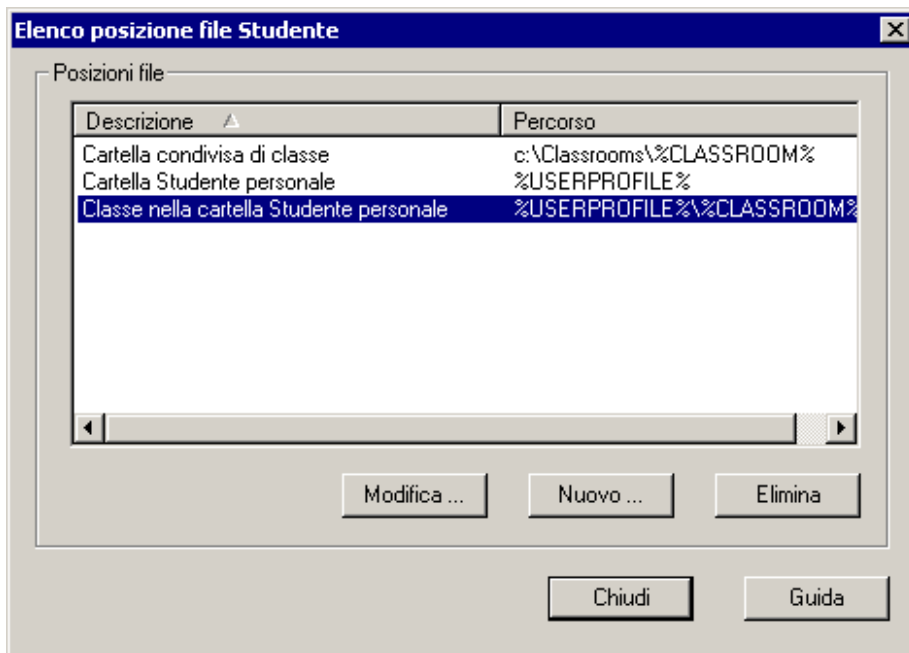 Elenco posizione file Studente
Posizioni file
Descrizione Percorso
Cartella condivisa di classe c:\Classrooms\%CLASSROOM%
Cartella Studente personale %USERPROFILE%
Classe nella cartella Studente personale %USERPROFILE%\%CLASSROOM%
Modifica ... Nuovo ... Elimina
Chiudi Guida